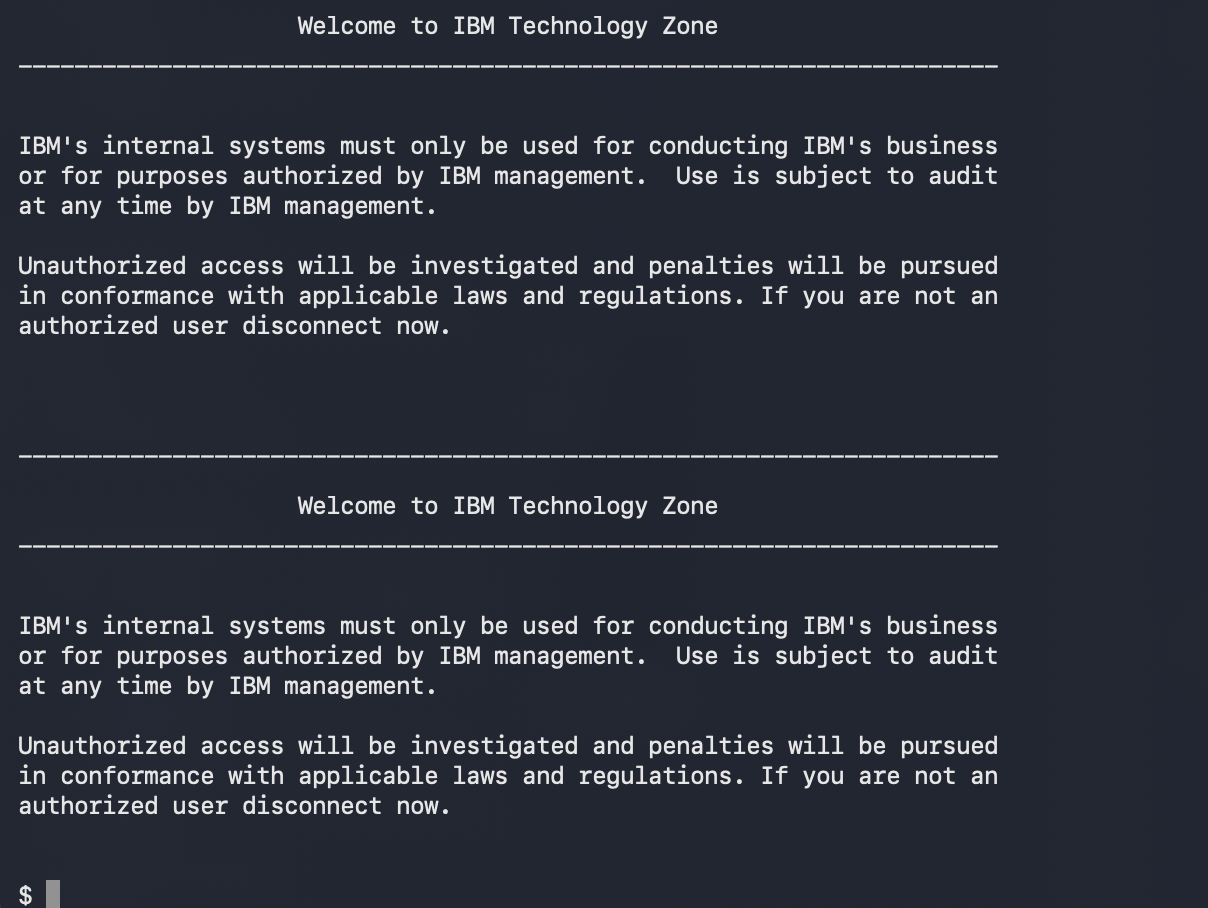 Welcome to IBM Technology Zone
______________________________________________________________________
IBM's internal systems must only be used for conducting IBM's business
or for purposes authorized by IBM management.  Use is subject to audit
at any time by IBM management.
Unauthorized access will be investigated and penalties will be pursued
in conformance with applicable laws and regulations. If you are not an
authorized user disconnect now.
______________________________________________________________________
Welcome to IBM Technology Zone
______________________________________________________________________
IBM's internal systems must only be used for conducting IBM's business
or for purposes authorized by IBM management.  Use is subject to audit
at any time by IBM management.
Unauthorized access will be investigated and penalties will be pursued
in conformance with applicable laws and regulations. If you are not an
authorized user disconnect now.
$